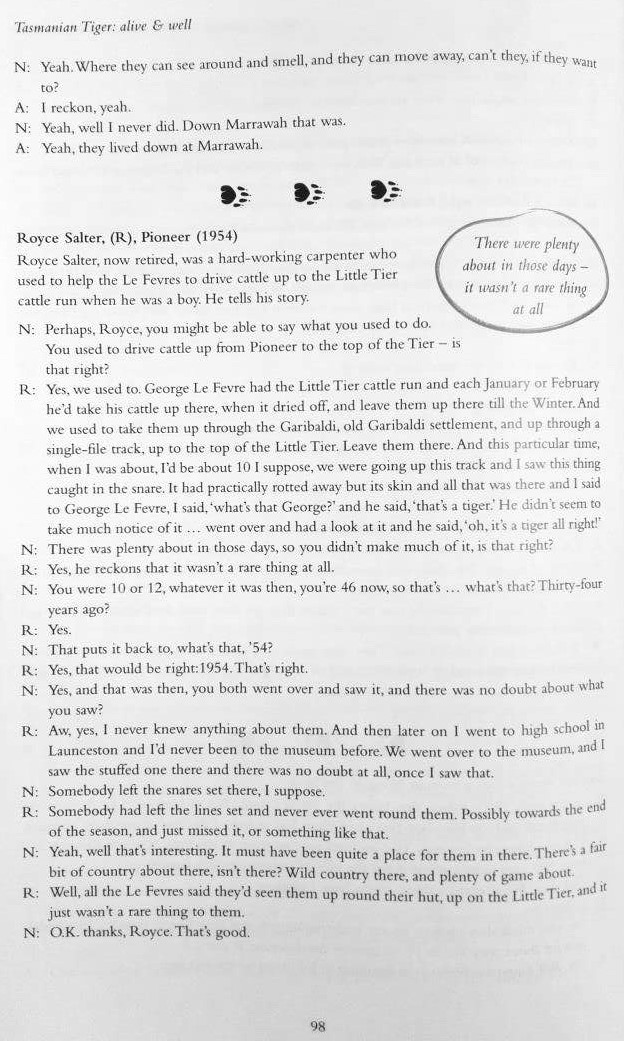 Tasmanian Tiger: alive & well
N: Yeah. Where they can see around and smell, and they can move away, can't they, if they want
to?
A: I reckon, yeah.
N: Yeah, well I never did. Down Marrawah that was.
A: Yeah, they lived down at Marrawah.
Royce Salter, (R), Pioneer (1954)
Royce Salter, now retired, was a hard-working carpenter who
used to help the Le Fevres to drive cattle up to the Little Tier
cattle run when he was a boy. He tells his story.
There were plenty
about in those days –
it wasn't a rare thing
at all
N: Perhaps, Royce, you might be able to say what you used to do.
You used to drive cattle up from Pioneer to the top of the Tier – is
that right?
R: Yes, we used to. George Le Fevre had the Little Tier cattle run and each January or February
he'd take his cattle up there, when it dried off, and leave them up there till the Winter. And
we used to take them up through the Garibaldi, old Garibaldi settlement, and up through a
single-file track, up to the top of the Little Tier. Leave them there. And this particular time,
when I was about, I'd be about 10 I suppose, we were going up this track and I saw this thing
caught in the snare. It had practically rotted away but its skin and all that was there and I said
to George Le Fevre, I said, 'what's that George?' and he said, 'that's a tiger.' He didn't seem to
take much notice of it … went over and had a look at it and he said, 'oh, it's a tiger all right!'
N: There was plenty about in those days, so you didn't make much of it, is that right?
R: Yes, he reckons that it wasn't a rare thing at all.
N: You were 10 or 12, whatever it was then, you're 46 now, so that's … what's that? Thirty-four
years ago?
R: Yes.
N: That puts it back to, what's that, '54?
R: Yes, that would be right:1954. That's right.
N: Yes, and that was then, you both went over and saw it, and there was no doubt about what
you saw?
R: Aw, yes, I never knew anything about them. And then later on I went to high school in
Launceston and I'd never been to the museum before. We went over to the museum, and I
saw the stuffed one there and there was no doubt at all, once I saw that.
N: Somebody left the snares set there, I suppose.
R: Somebody had left the lines set and never ever went round them. Possibly towards the end
of the season, and just missed it, or something like that.
N: Yeah, well that's interesting. It must have been quite a place for them in there. There's a fair
bit of country about there, isn't there? Wild country there, and plenty of game about.
R: Well, all the Le Fevres said they'd seen them up round their hut, up on the Little Tier, and it
just wasn't a rare thing to them.
N: O.K. thanks, Royce. That's good.
98